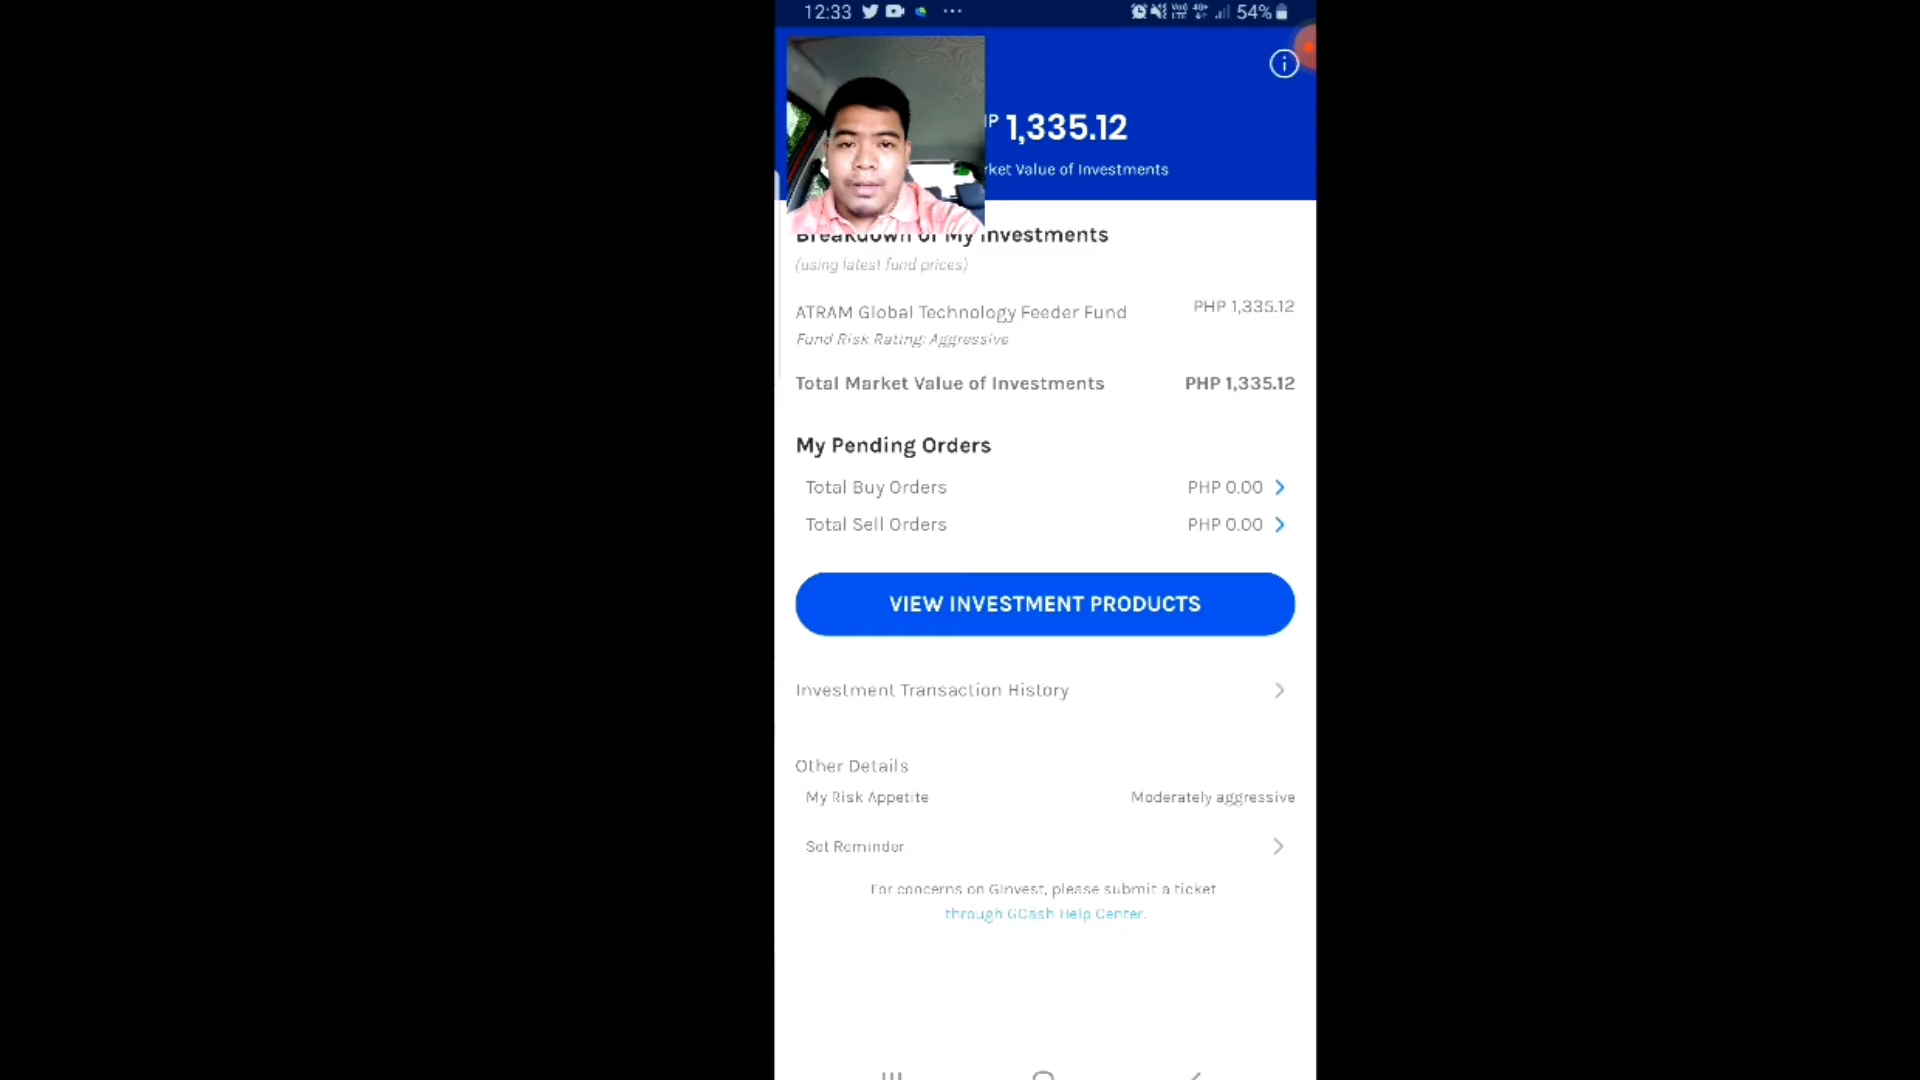 12:33 ... 54%
P 1,335.12
rket Value of Investments
Breakdown of My Investments
(using latest fund prices)
ATRAM Global Technology Feeder Fund PHP 1,335.12
Fund Risk Rating: Aggressive
Total Market Value of Investments PHP 1,335.12
My Pending Orders
Total Buy Orders PHP 0.00
Total Sell Orders PHP 0.00
VIEW INVESTMENT PRODUCTS
Investment Transaction History
Other Details
My Risk Appetite Moderately aggressive
Set Reminder
For concerns on GInvest, please submit a ticket
through GCash Help Center.